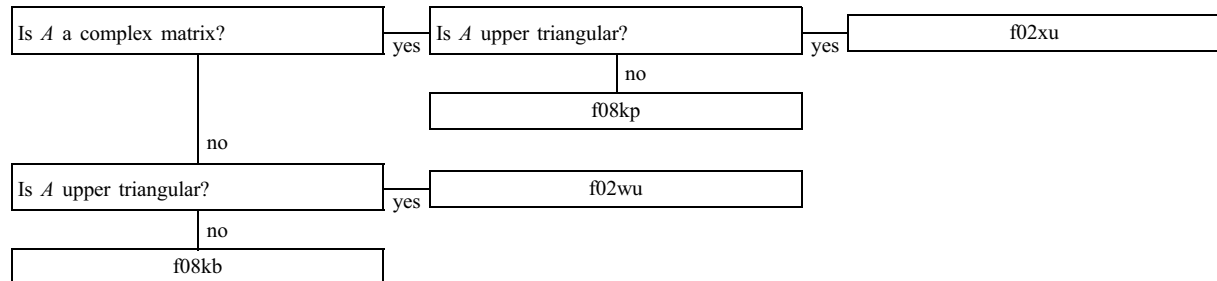 Is A a complex matrix?
yes
Is A upper triangular?
yes
f02xu
no
f08kp
no
Is A upper triangular?
yes
f02wu
no
f08kb